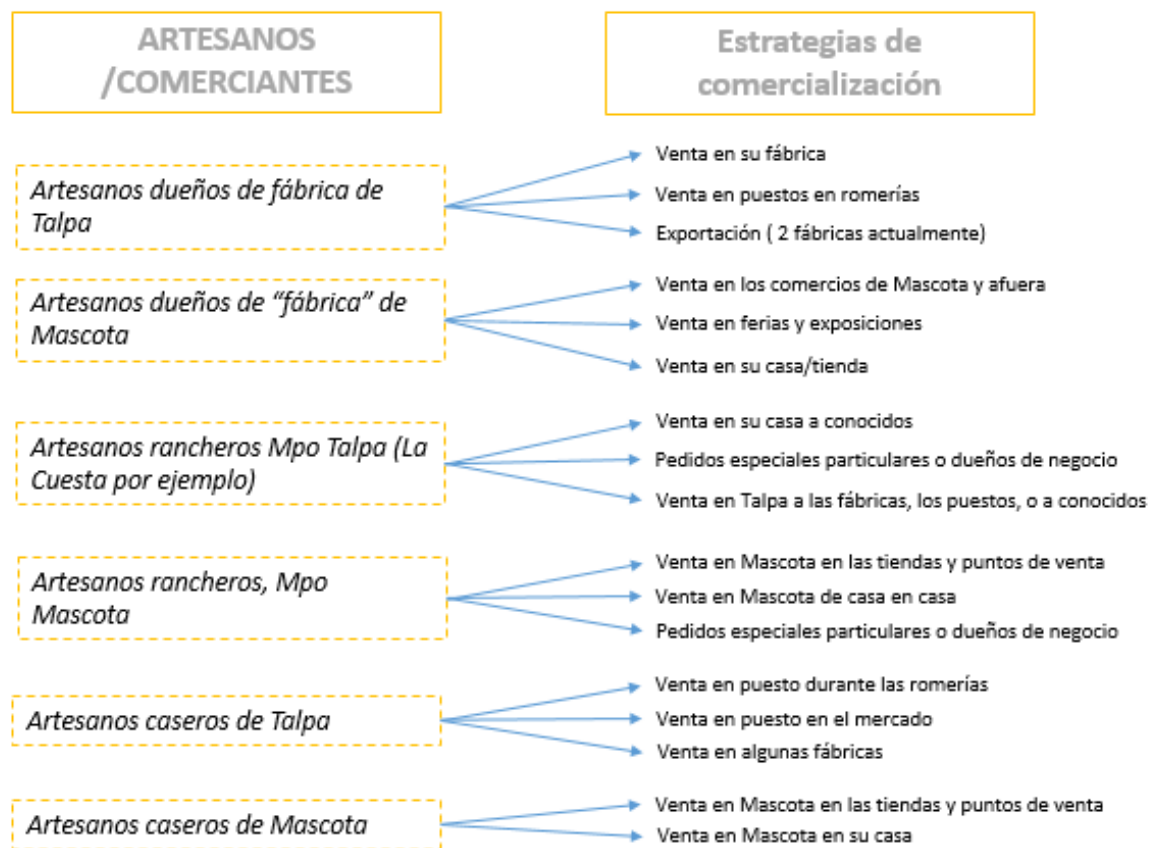 ARTESANOS
/COMERCIANTES
Estrategias de
comercialización
Artesanos dueños de fábrica de
Talpa
Venta en su fábrica
Venta en puestos en romerías
Exportación ( 2 fábricas actualmente)
Artesanos dueños de “fábrica” de
Mascota
Venta en los comercios de Mascota y afuera
Venta en ferias y exposiciones
Venta en su casa/tienda
Artesanos rancheros Mpo Talpa (La
Cuesta por ejemplo)
Venta en su casa a conocidos
Pedidos especiales particulares o dueños de negocio
Venta en Talpa a las fábricas, los puestos, o a conocidos
Artesanos rancheros, Mpo
Mascota
Venta en Mascota en las tiendas y puntos de venta
Venta en Mascota de casa en casa
Pedidos especiales particulares o dueños de negocio
Artesanos caseros de Talpa
Venta en puesto durante las romerías
Venta en puesto en el mercado
Venta en algunas fábricas
Artesanos caseros de Mascota
Venta en Mascota en las tiendas y puntos de venta
Venta en Mascota en su casa